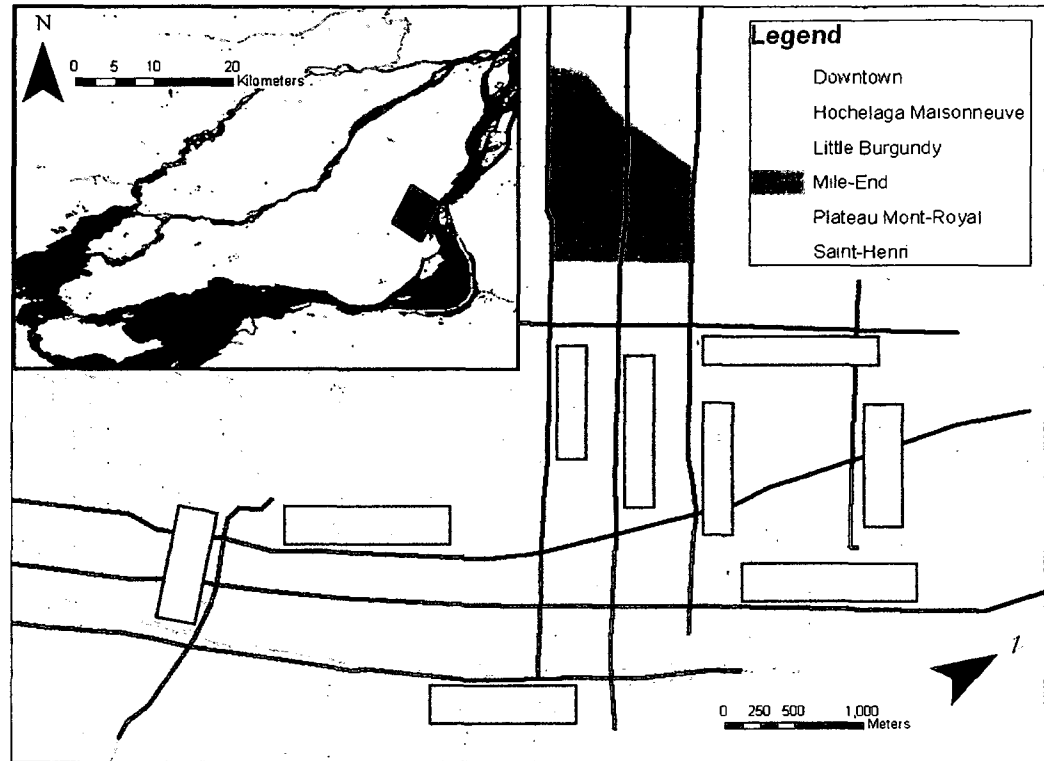 N
0 5 10 20
Kilometers
Legend
Downtown
Hochelaga Maisonneuve
Little Burgundy
Mile-End
Plateau Mont-Royal
Saint-Henri
0 250 500 1,000
Meters